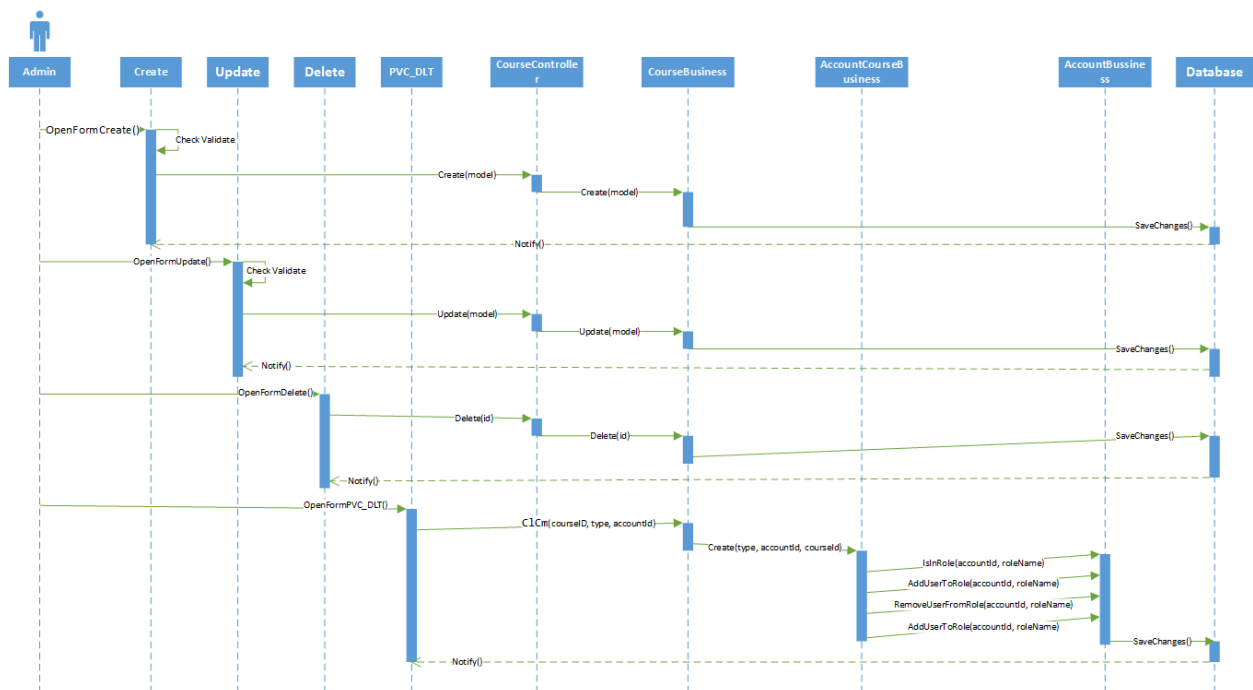 Admin
Create
Update
Delete
PVC_DLT
CourseControlle
r
CourseBusiness
AccountCourseB
usiness
AccountBussine
ss
Database
OpenFormCreate()
Check Validate
Create(model)
Create(model)
SaveChanges()
Notify()
OpenFormUpdate()
Check Validate
Update(model)
Update(model)
SaveChanges()
Notify()
OpenFormDelete()
Delete(id)
Delete(id)
SaveChanges()
Notify()
OpenFormPVC_DLT()
ClCm(courseID, type, accountId)
Create(type, accountId, courseId)
IsInRole(accountId, roleName)
AddUserToRole(accountId, roleName)
RemoveUserFromRole(accountId, roleName)
AddUserToRole(accountId, roleName)
SaveChanges()
Notify()